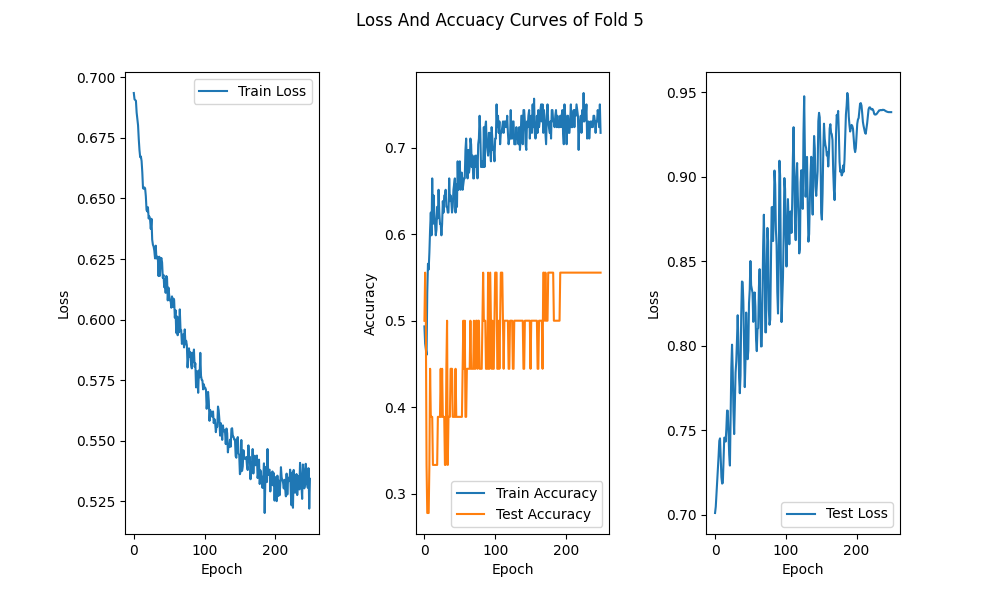 Loss And Accuacy Curves of Fold 5
0.700
0.675
0.650
0.625
0.600
0.575
0.550
0.525
Loss
Train Loss
0 100 200
Epoch
0.7
0.6
0.5
0.4
0.3
Accuracy
Train Accuracy
Test Accuracy
0 100 200
Epoch
0.95
0.90
0.85
0.80
0.75
0.70
Loss
Test Loss
0 100 200
Epoch